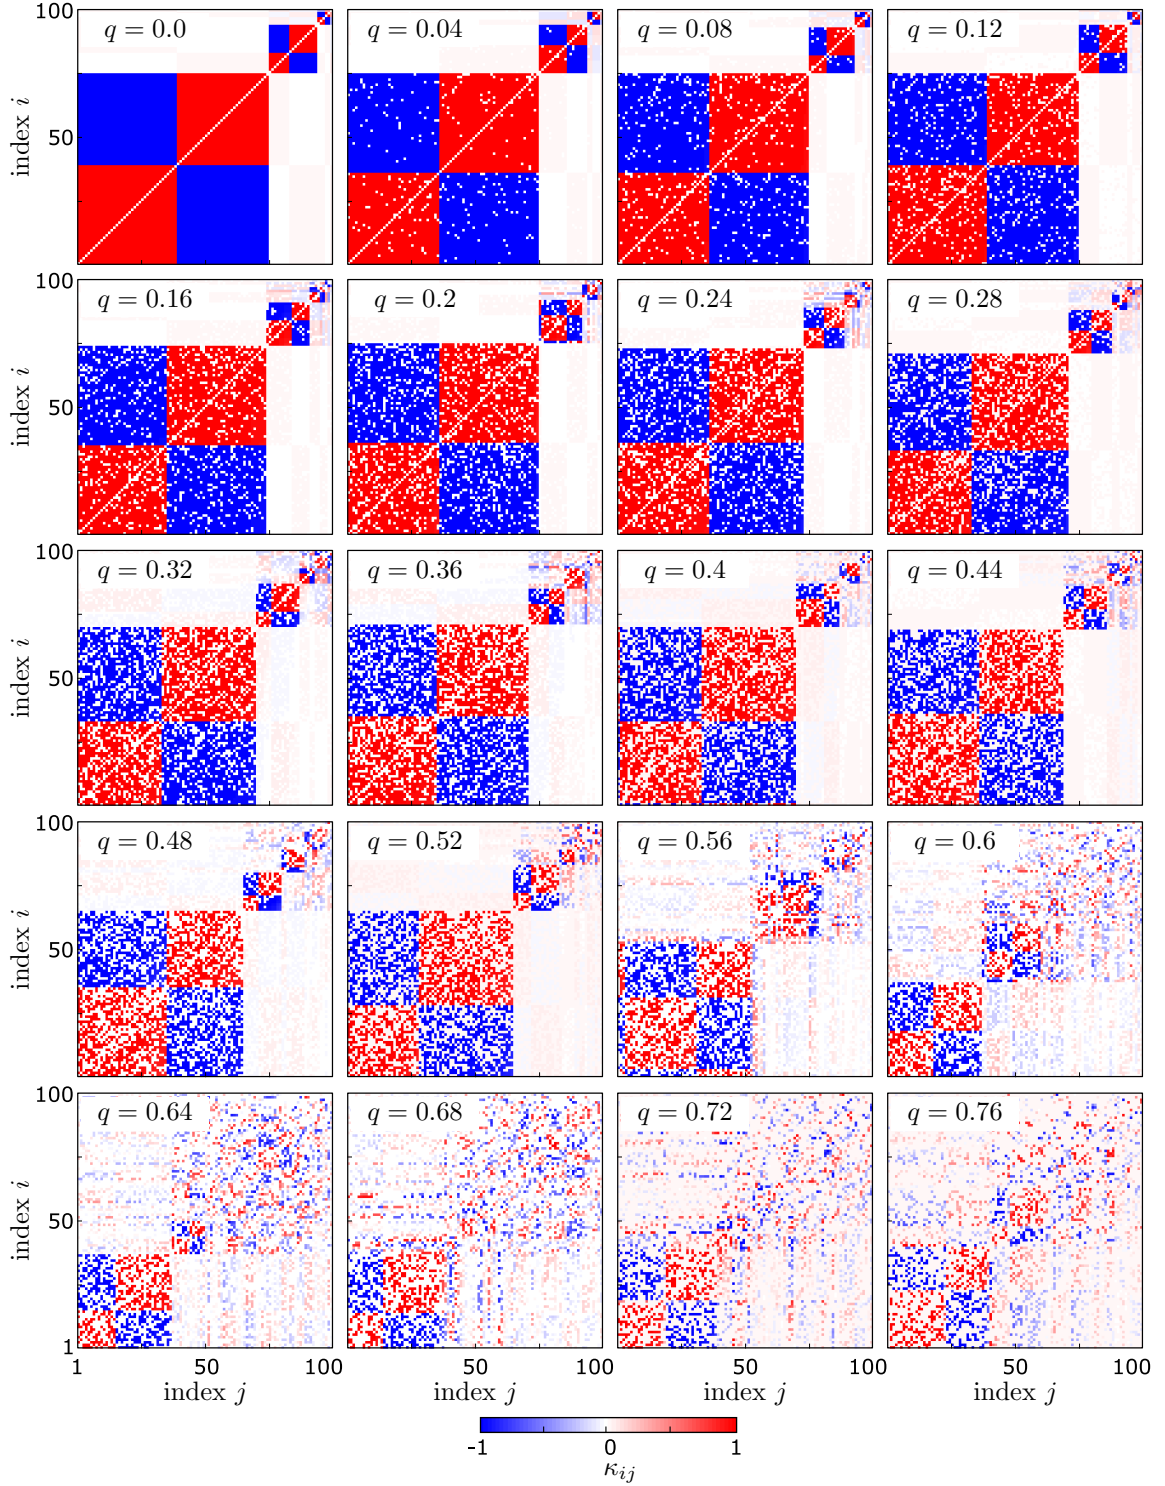 100
q = 0.0
q = 0.04
q = 0.08
q = 0.12
50
index i
100
q = 0.16
q = 0.2
q = 0.24
q = 0.28
50
index i
100
q = 0.32
q = 0.36
q = 0.4
q = 0.44
50
index i
100
q = 0.48
q = 0.52
q = 0.56
q = 0.6
50
index i
100
q = 0.64
q = 0.68
q = 0.72
q = 0.76
50
index i
1
1 50 100 50 100 50 100 50 100
index j index j index j index j
-1 0 1
κij